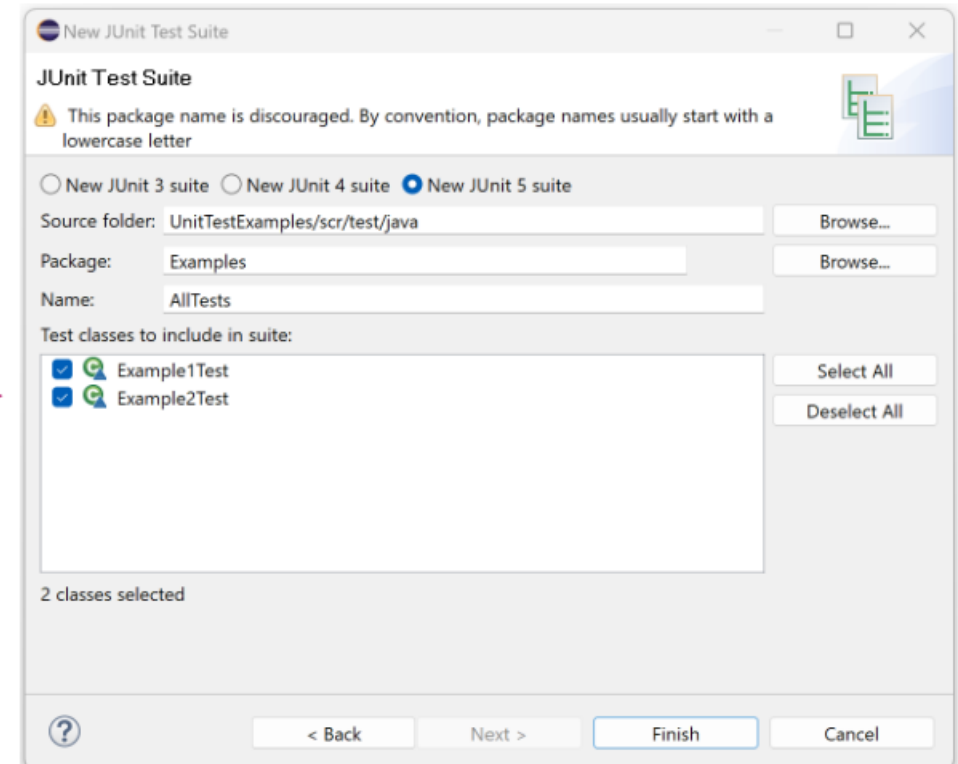 New JUnit Test Suite
JUnit Test Suite
This package name is discouraged. By convention, package names usually start with a
lowercase letter
New JUnit 3 suite New JUnit 4 suite New JUnit 5 suite
Source folder: UnitTestExamples/scr/test/java Browse...
Package: Examples Browse...
Name: AllTests
Test classes to include in suite:
Example1Test Select All
Example2Test Deselect All
2 classes selected
? < Back Next > Finish Cancel